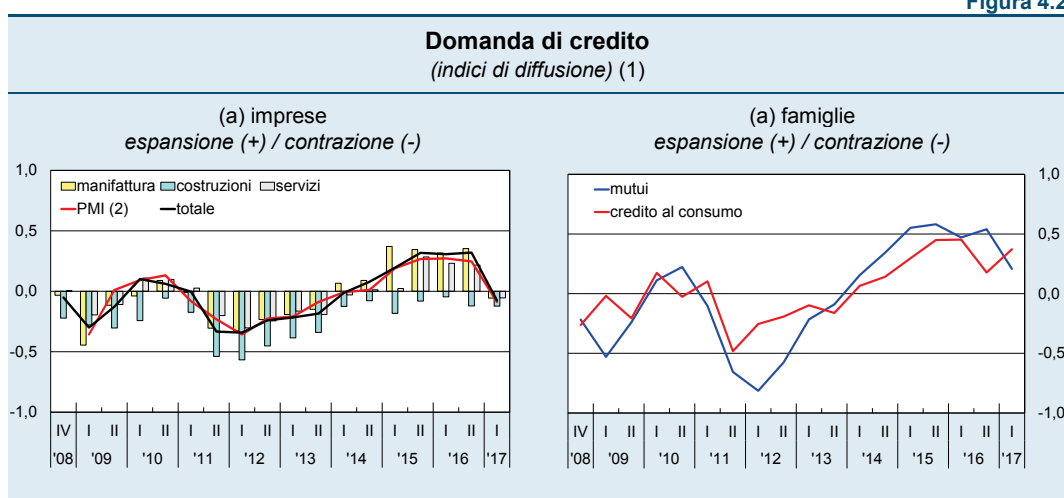 Figura 4.2
Domanda di credito
(indici di diffusione) (1)
(a) imprese
espansione (+) / contrazione (-)
1,0
0,5
0,0
-0,5
-1,0
manifattura costruzioni servizi
PMI (2) totale
IV I II I II I II I II I II I II I II I II I
'08 '09 '10 '11 '12 '13 '14 '15 '16 '17
(a) famiglie
espansione (+) / contrazione (-)
mutui
credito al consumo
1,0
0,5
0,0
-0,5
-1,0
IV I II I II I II I II I II I II I II I II I
'08 '09 '10 '11 '12 '13 '14 '15 '16 '17